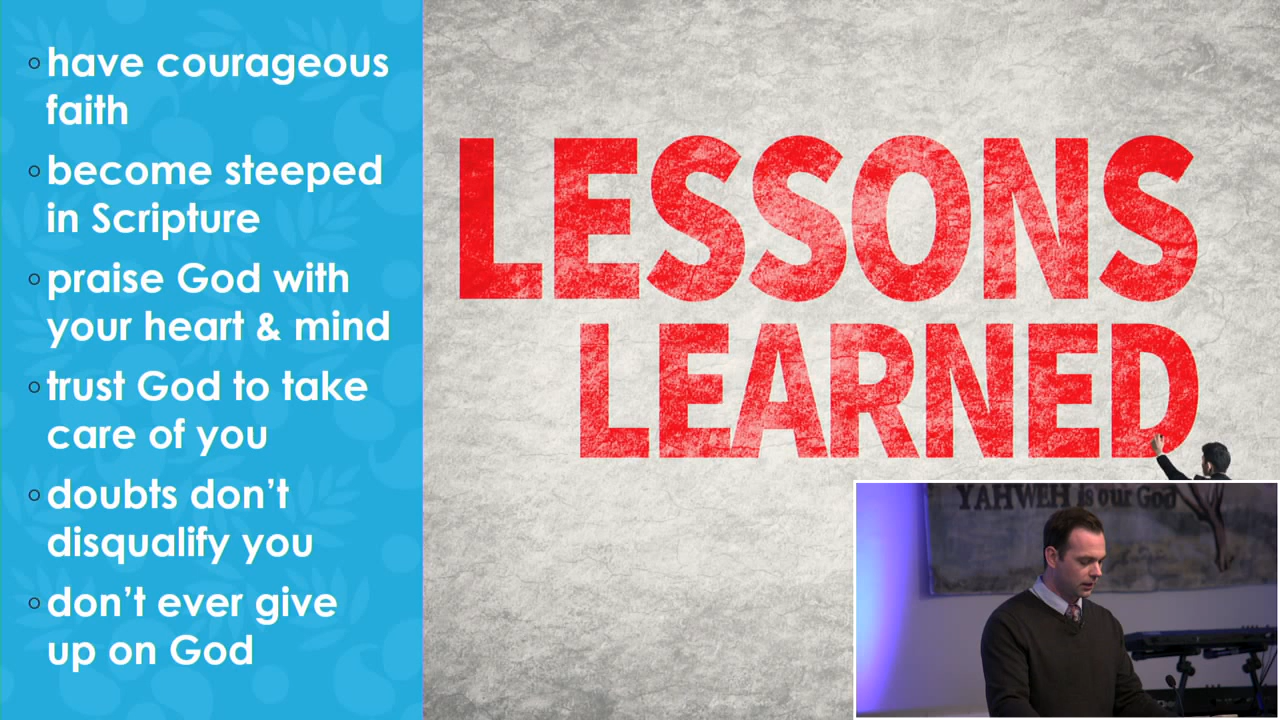 have courageous
faith
become steeped
in Scripture
praise God with
your heart & mind
trust God to take
care of you
doubts don't
disqualify you
don't ever give
up on God
LESSONS
LEARNED
YAHWEH is our God